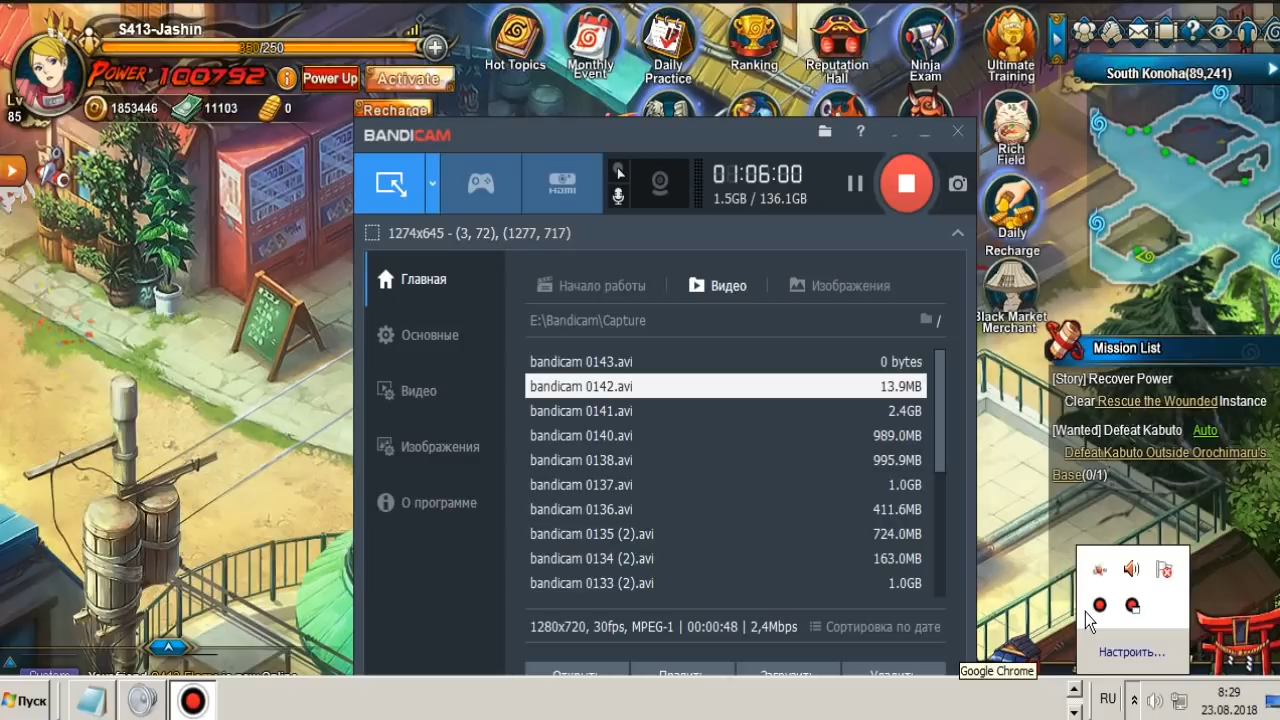 S413-Jashin
350/250
POWER 100792
Power Up
Activate
Lv
85
1853446
11103
0
Recharge
Hot Topics
Monthly
Event
Daily
Practice
Ranking
Reputation
Hall
Ninja
Exam
Ultimate
Training
South Konoha(89,241)
Rich
Field
Daily
Recharge
Black Market
Merchant
Mission List
[Story] Recover Power
Clear Rescue the Wounded Instance
[Wanted] Defeat Kabuto Auto
Defeat Kabuto Outside Orochimaru's
Base(0/1)
BANDICAM
HDMI
01:06:00
1.5GB / 136.1GB
1274x645 - (3, 72), (1277, 717)
Главная
Основные
Видео
Изображения
О программе
Начало работы
Видео
Изображения
E:\Bandicam\Capture
/
bandicam 0143.avi 0 bytes
bandicam 0142.avi 13.9MB
bandicam 0141.avi 2.4GB
bandicam 0140.avi 989.0MB
bandicam 0138.avi 995.9MB
bandicam 0137.avi 1.0GB
bandicam 0136.avi 411.6MB
bandicam 0135 (2).avi 724.0MB
bandicam 0134 (2).avi 163.0MB
bandicam 0133 (2).avi 1.0GB
1280x720, 30fps, MPEG-1 | 00:00:48 | 2,4Mbps
Сортировка по дате
Настроить...
Google Chrome
Пуск
RU
8:29
23.08.2018